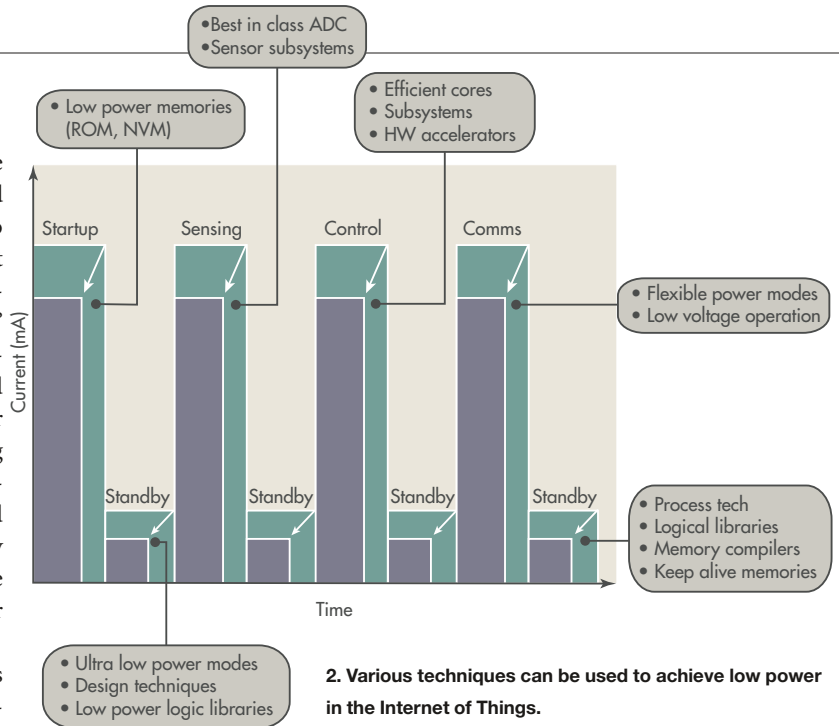 •Best in class ADC
•Sensor subsystems
• Low power memories
(ROM, NVM)
• Efficient cores
• Subsystems
• HW accelerators
Startup
Sensing
Control
Comms
• Flexible power modes
• Low voltage operation
Current (mA)
Standby
Standby
Standby
Standby
• Process tech
• Logical libraries
• Memory compilers
• Keep alive memories
Time
• Ultra low power modes
• Design techniques
• Low power logic libraries
2. Various techniques can be used to achieve low power
in the Internet of Things.